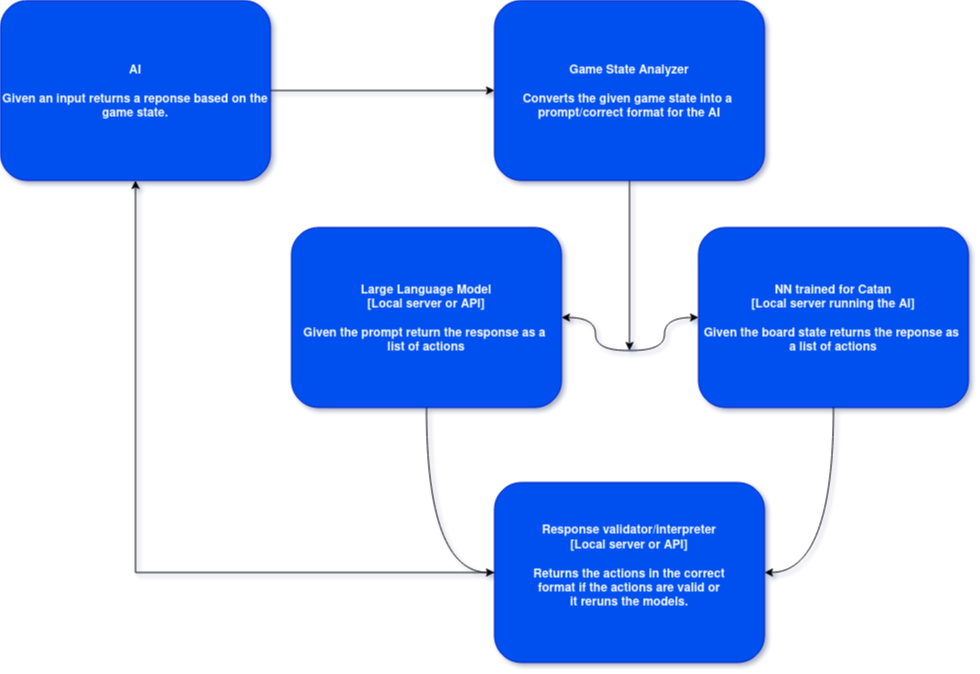 AI
Given an input returns a reponse based on the
game state.
Game State Analyzer
Converts the given game state into a
prompt/correct format for the AI
Large Language Model
[Local server or API]
Given the prompt return the response as a
list of actions
NN trained for Catan
[Local server running the AI]
Given the board state returns the reponse as
a list of actions
Response validator/interpreter
[Local server or API]
Returns the actions in the correct
format if the actions are valid or
it reruns the models.